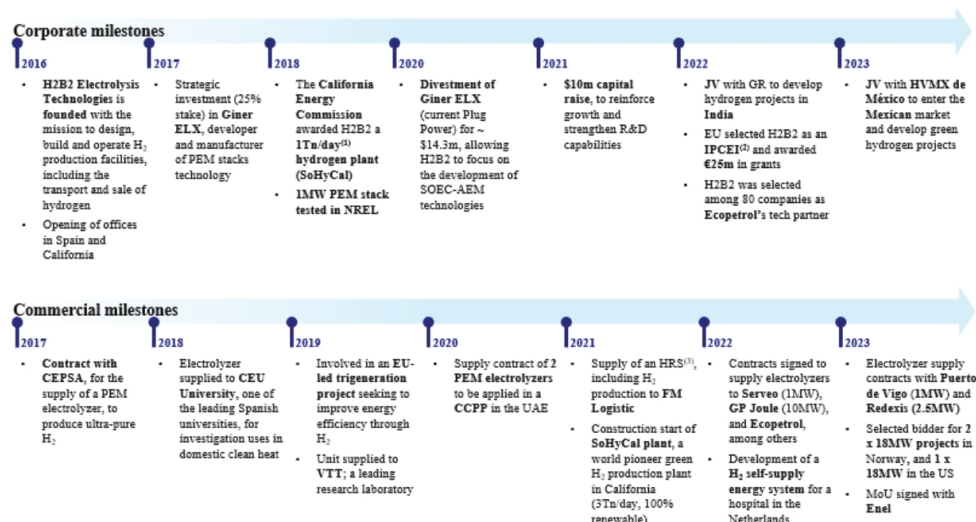 Corporate milestones
2016
• H2B2 Electrolysis
Technologies is
founded with the
mission to design,
build and operate H₂
production facilities,
including the
transport and sale of
hydrogen
• Opening of offices
in Spain and
California
2017
• Strategic
investment (25%
stake) in Giner
ELX, developer
and manufacturer
of PEM stacks
technology
2018
• The California
Energy
Commission
awarded H2B2 a
1Tn/day⁽¹⁾
hydrogen plant
(SoHyCal)
• 1MW PEM stack
tested in NREL
2020
• Divestment of
Giner ELX
(current Plug
Power) for ~
$14.3m, allowing
H2B2 to focus on
the development of
SOEC-AEM
technologies
2021
• $10m capital
raise, to reinforce
growth and
strengthen R&D
capabilities
2022
• JV with GR to develop
hydrogen projects in
India
• EU selected H2B2 as an
IPCEI⁽²⁾ and awarded
€25m in grants
• H2B2 was selected
among 80 companies as
Ecopetrol's tech partner
2023
• JV with HVMX de
México to enter the
Mexican market
and develop green
hydrogen projects
Commercial milestones
2017
• Contract with
CEPSA, for the
supply of a PEM
electrolyzer, to
produce ultra-pure
H₂
2018
• Electrolyzer
supplied to CEU
University, one of
the leading Spanish
universities, for
investigation uses in
domestic clean heat
2019
• Involved in an EU-
led trigeneration
project seeking to
improve energy
efficiency through
H₂
• Unit supplied to
VTT; a leading
research laboratory
2020
• Supply contract of 2
PEM electrolyzers
to be applied in a
CCPP in the UAE
2021
• Supply of an HRS⁽³⁾,
including H₂
production to FM
Logistic
• Construction start of
SoHyCal plant, a
world pioneer green
H₂ production plant
in California
(3Tn/day, 100%
renewable)
2022
• Contracts signed to
supply electrolyzers
to Serveo (1MW),
GP Joule (10MW),
and Ecopetrol,
among others
• Development of a
H₂ self-supply
energy system for a
hospital in the
Netherlands
2023
• Electrolyzer supply
contracts with Puerto
de Vigo (1MW) and
Redexis (2.5MW)
• Selected bidder for 2
x 18MW projects in
Norway, and 1 x
18MW in the US
• MoU signed with
Enel